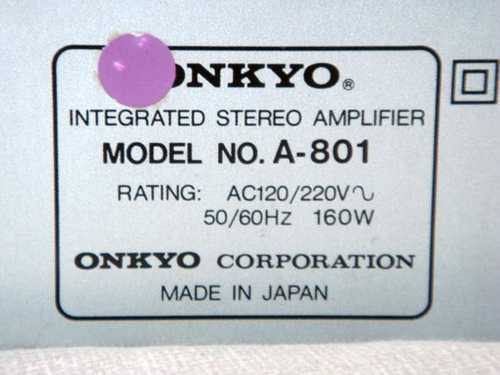 ONKYO®
INTEGRATED STEREO AMPLIFIER
MODEL NO. A-801
RATING: AC120/220V∿
50/60Hz 160W
ONKYO CORPORATION
MADE IN JAPAN